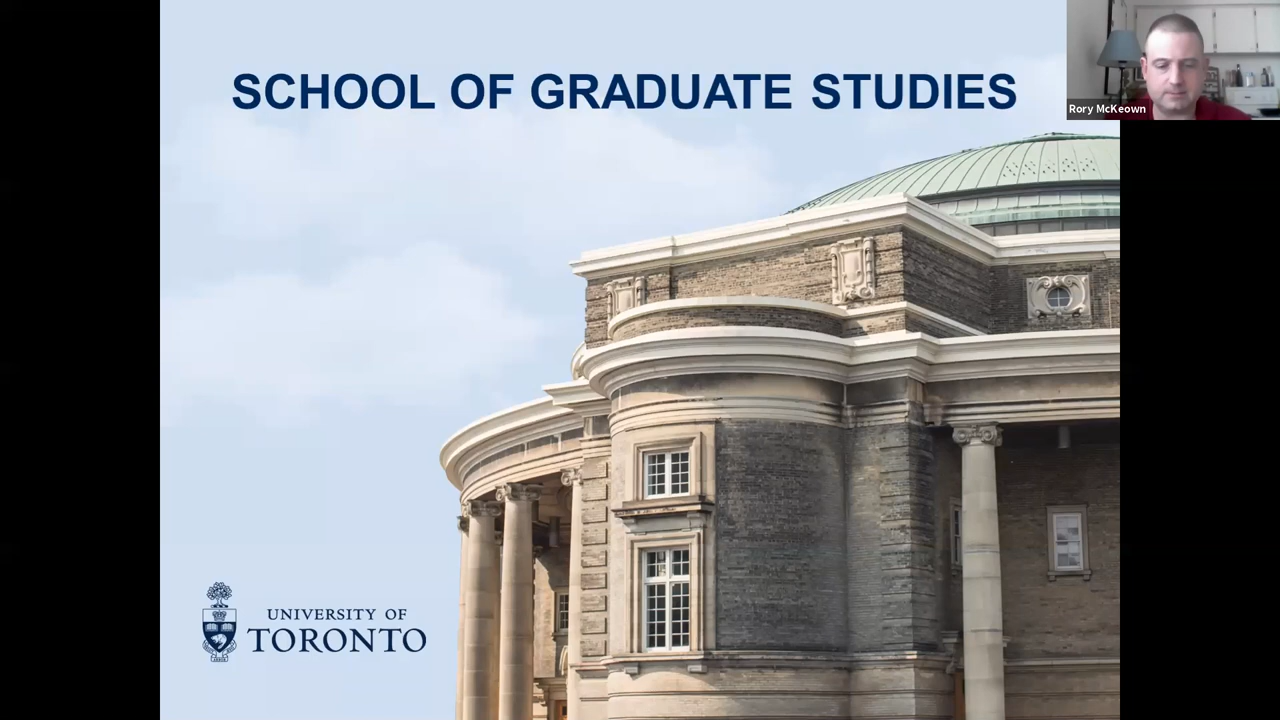 SCHOOL OF GRADUATE STUDIES
Rory McKeown
UNIVERSITY OF
TORONTO